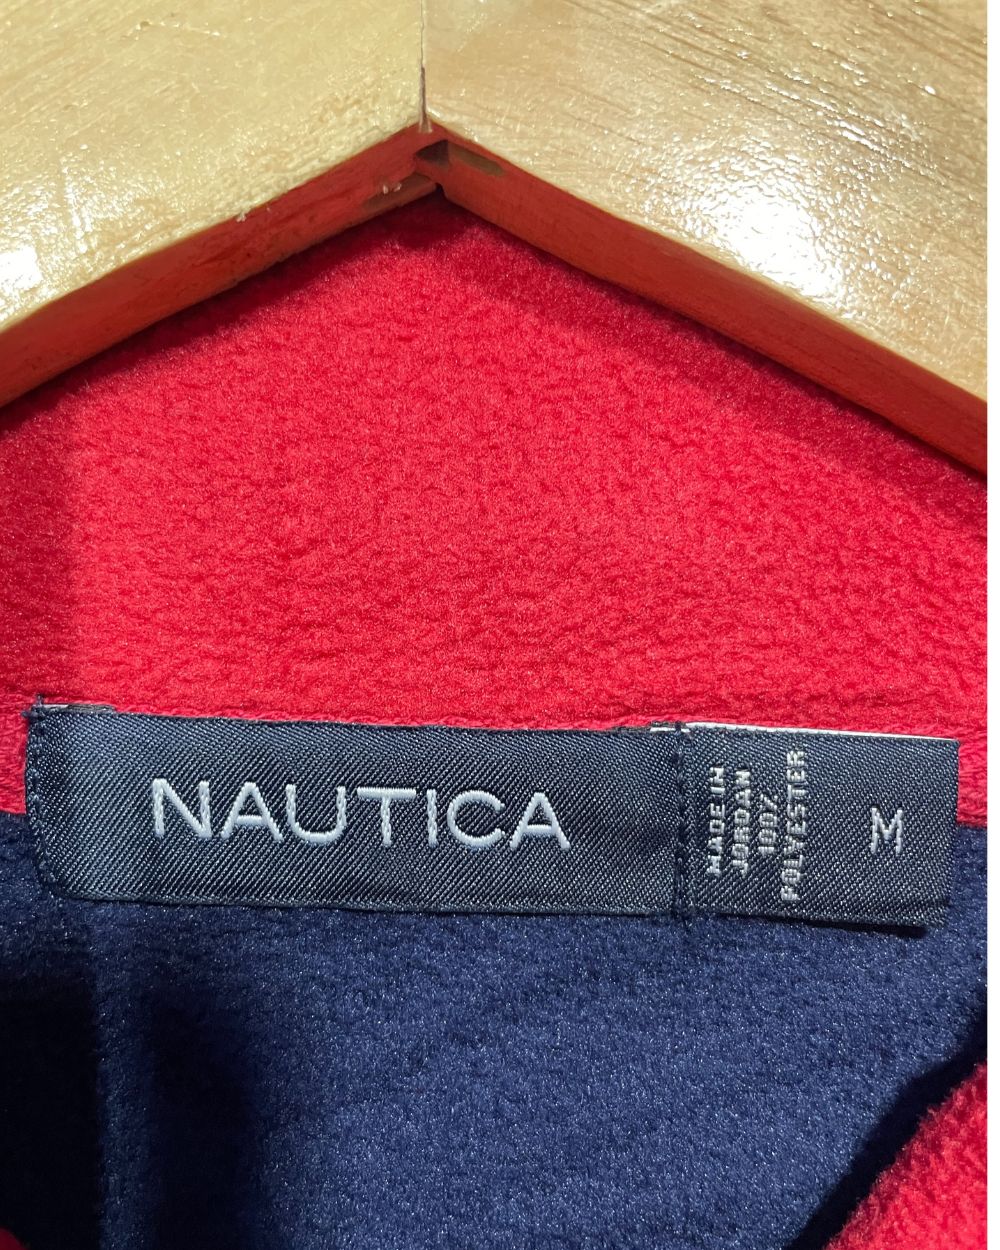 NAUTICA
MADE IN
JORDAN
100%
POLYESTER
M